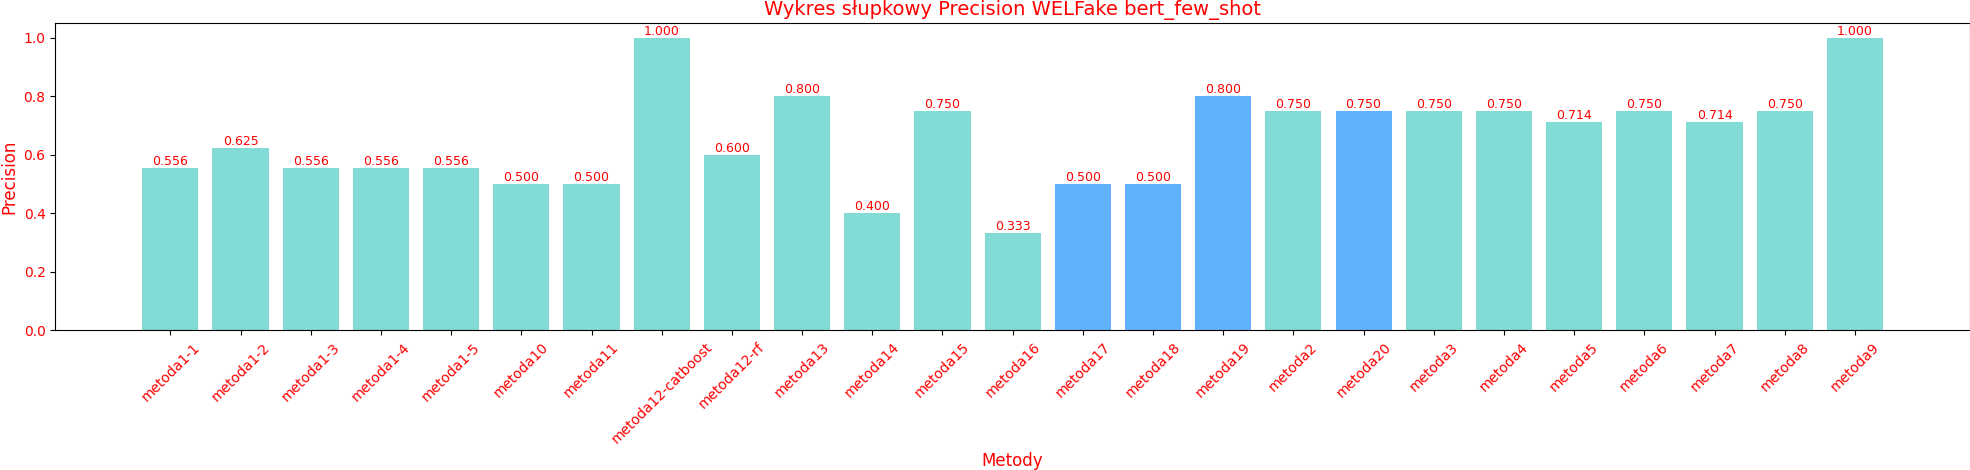 Wykres słupkowy Precision WELFake bert_few_shot
Precision
1.0
0.8
0.6
0.4
0.2
0.0
0.556
0.625
0.556
0.556
0.556
0.500
0.500
1.000
0.600
0.800
0.400
0.750
0.333
0.500
0.500
0.800
0.750
0.750
0.750
0.750
0.714
0.750
0.714
0.750
1.000
metoda1-1
metoda1-2
metoda1-3
metoda1-4
metoda1-5
metoda10
metoda11
metoda12-catboost
metoda12-rf
metoda13
metoda14
metoda15
metoda16
metoda17
metoda18
metoda19
metoda2
metoda20
metoda3
metoda4
metoda5
metoda6
metoda7
metoda8
metoda9
Metody